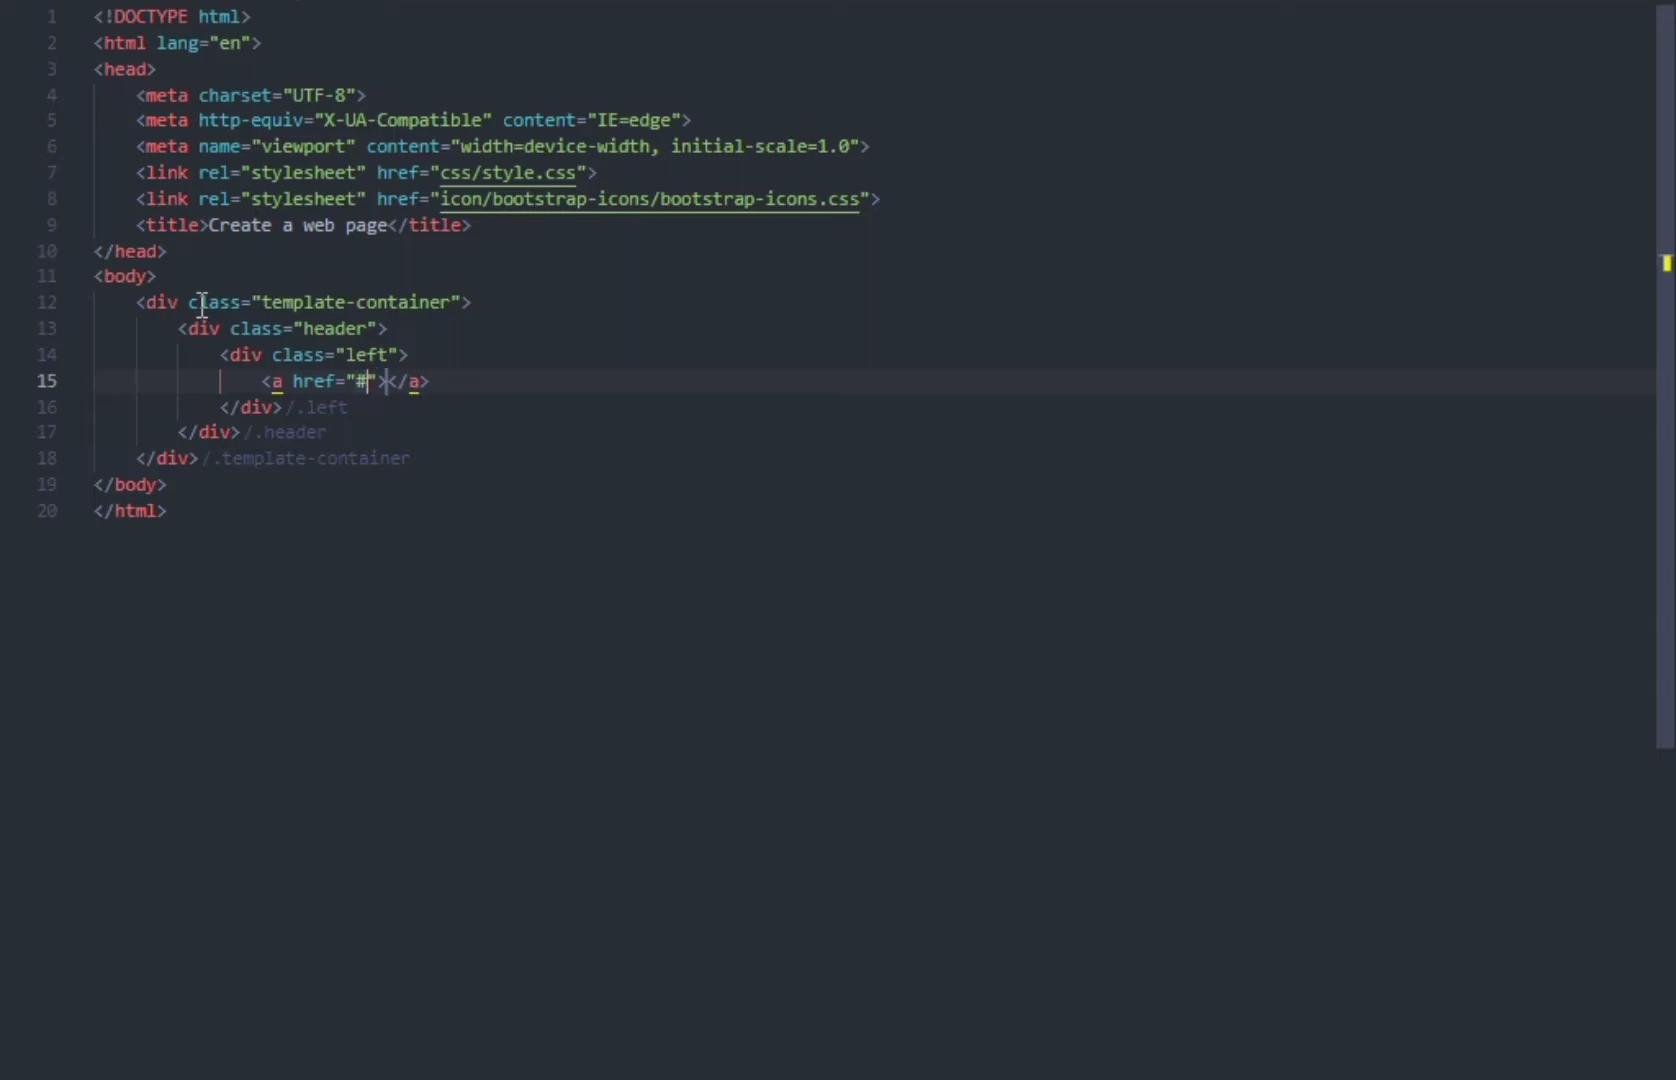 1 <!DOCTYPE html>
2 <html lang="en">
3 <head>
4 <meta charset="UTF-8">
5 <meta http-equiv="X-UA-Compatible" content="IE=edge">
6 <meta name="viewport" content="width=device-width, initial-scale=1.0">
7 <link rel="stylesheet" href="css/style.css">
8 <link rel="stylesheet" href="icon/bootstrap-icons/bootstrap-icons.css">
9 <title>Create a web page</title>
10 </head>
11 <body>
12 <div class="template-container">
13 <div class="header">
14 <div class="left">
15 <a href="#"></a>
16 </div>/.left
17 </div>/.header
18 </div>/.template-container
19 </body>
20 </html>